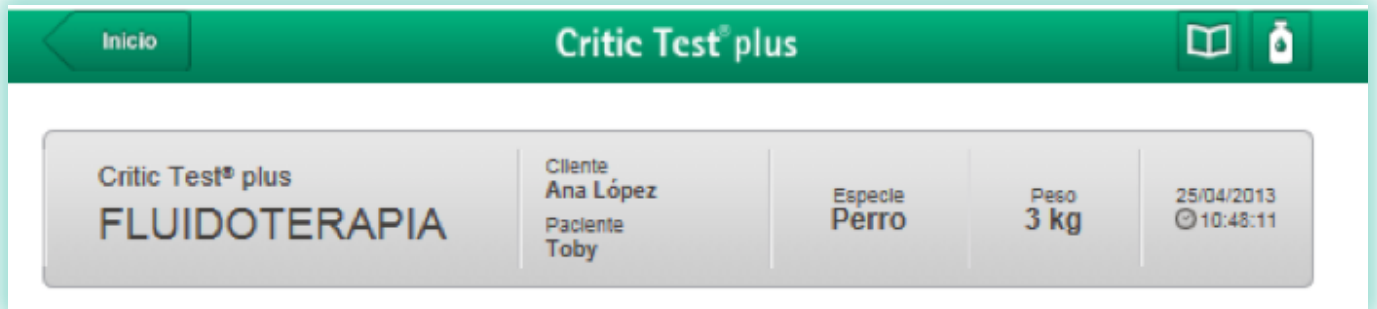 Inicio
Critic Test® plus
Critic Test® plus
FLUIDOTERAPIA
Cliente
Ana López
Paciente
Toby
Especie
Perro
Peso
3 kg
25/04/2013
10:48:11